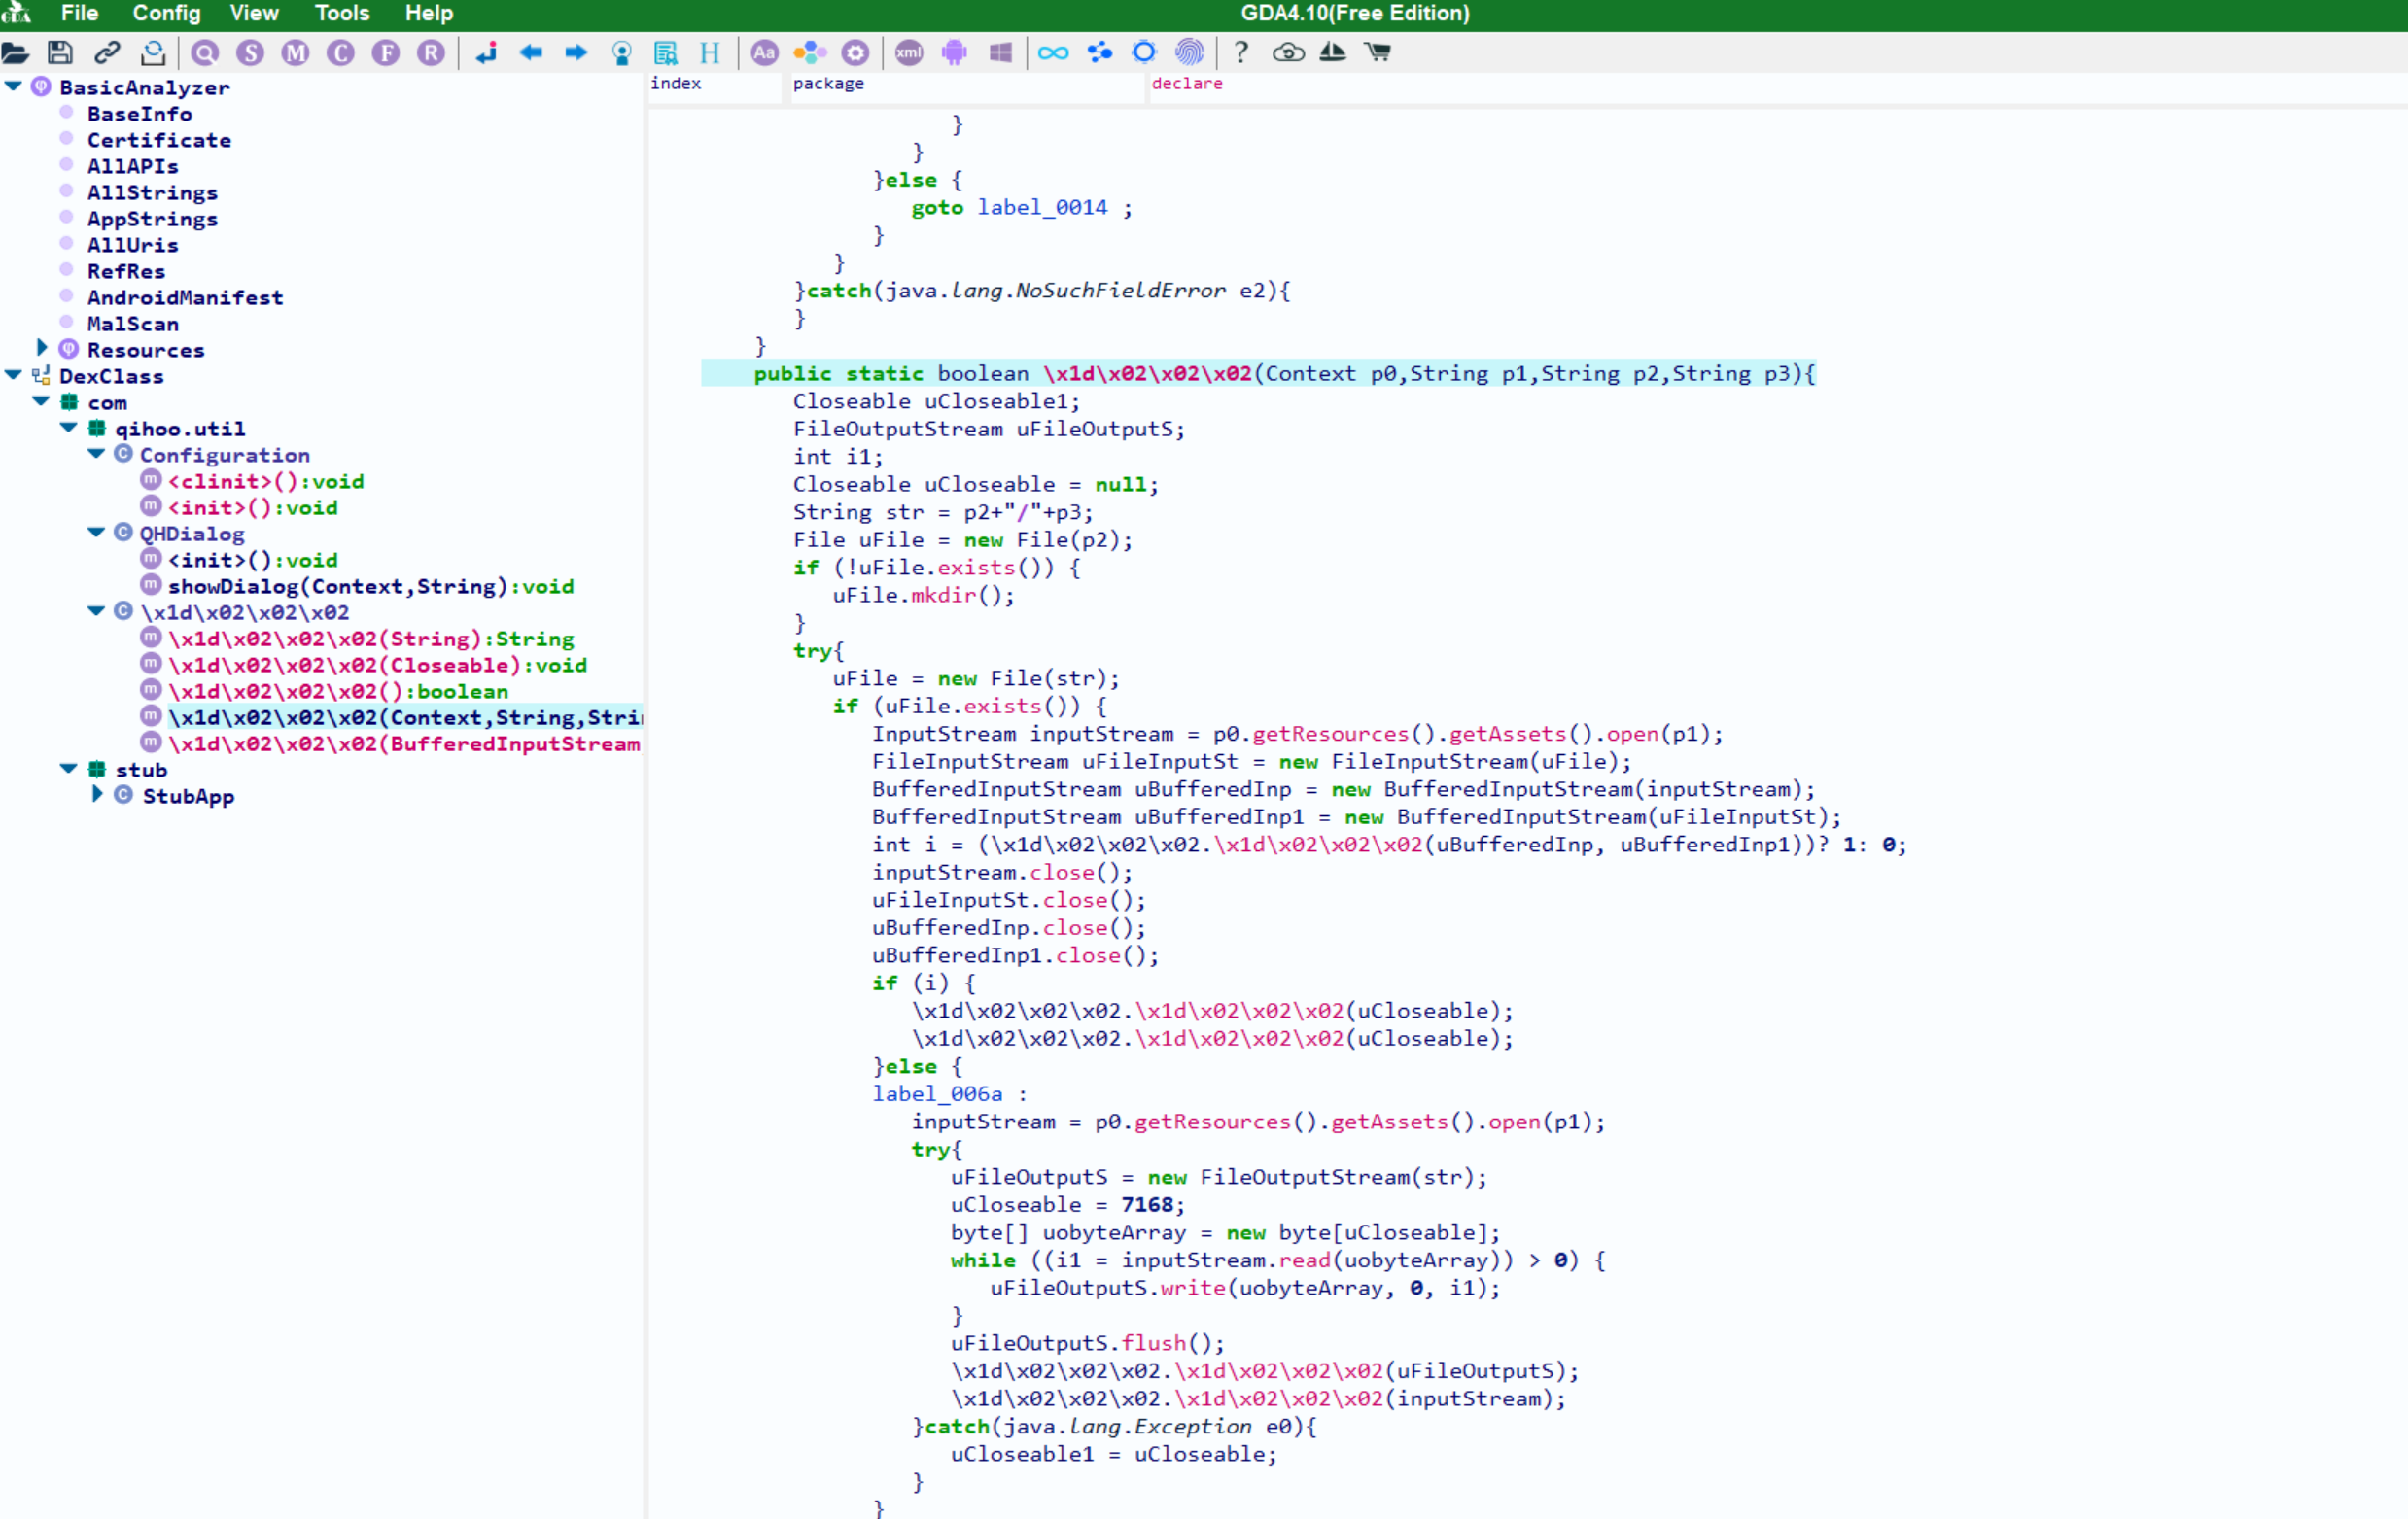 GDA
File Config View Tools Help
GDA4.10(Free Edition)
Q S M C F R H Aa xml ?
BasicAnalyzer
BaseInfo
Certificate
AllAPIs
AllStrings
AppStrings
AllUris
RefRes
AndroidManifest
MalScan
Resources
DexClass
com
qihoo.util
Configuration
<clinit>():void
<init>():void
QHDialog
<init>():void
showDialog(Context,String):void
\x1d\x02\x02\x02
\x1d\x02\x02\x02(String):String
\x1d\x02\x02\x02(Closeable):void
\x1d\x02\x02\x02():boolean
\x1d\x02\x02\x02(Context,String,Stri
\x1d\x02\x02\x02(BufferedInputStream
stub
StubApp
index package declare
}
}
}else {
goto label_0014 ;
}
}
}catch(java.lang.NoSuchFieldError e2){
}
}
public static boolean \x1d\x02\x02\x02(Context p0,String p1,String p2,String p3){
Closeable uCloseable1;
FileOutputStream uFileOutputS;
int i1;
Closeable uCloseable = null;
String str = p2+"/"+p3;
File uFile = new File(p2);
if (!uFile.exists()) {
uFile.mkdir();
}
try{
uFile = new File(str);
if (uFile.exists()) {
InputStream inputStream = p0.getResources().getAssets().open(p1);
FileInputStream uFileInputSt = new FileInputStream(uFile);
BufferedInputStream uBufferedInp = new BufferedInputStream(inputStream);
BufferedInputStream uBufferedInp1 = new BufferedInputStream(uFileInputSt);
int i = (\x1d\x02\x02\x02.\x1d\x02\x02\x02(uBufferedInp, uBufferedInp1))? 1: 0;
inputStream.close();
uFileInputSt.close();
uBufferedInp.close();
uBufferedInp1.close();
if (i) {
\x1d\x02\x02\x02.\x1d\x02\x02\x02(uCloseable);
\x1d\x02\x02\x02.\x1d\x02\x02\x02(uCloseable);
}else {
label_006a :
inputStream = p0.getResources().getAssets().open(p1);
try{
uFileOutputS = new FileOutputStream(str);
uCloseable = 7168;
byte[] uobyteArray = new byte[uCloseable];
while ((i1 = inputStream.read(uobyteArray)) > 0) {
uFileOutputS.write(uobyteArray, 0, i1);
}
uFileOutputS.flush();
\x1d\x02\x02\x02.\x1d\x02\x02\x02(uFileOutputS);
\x1d\x02\x02\x02.\x1d\x02\x02\x02(inputStream);
}catch(java.lang.Exception e0){
uCloseable1 = uCloseable;
}
}